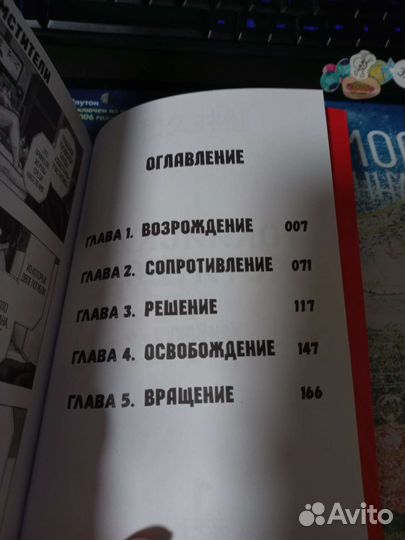 МСТИТЕЛИ
ОГЛАВЛЕНИЕ
ГЛАВА 1. ВОЗРОЖДЕНИЕ 007
ГЛАВА 2. СОПРОТИВЛЕНИЕ 071
ГЛАВА 3. РЕШЕНИЕ 117
ГЛАВА 4. ОСВОБОЖДЕНИЕ 147
ГЛАВА 5. ВРАЩЕНИЕ 166
Avito